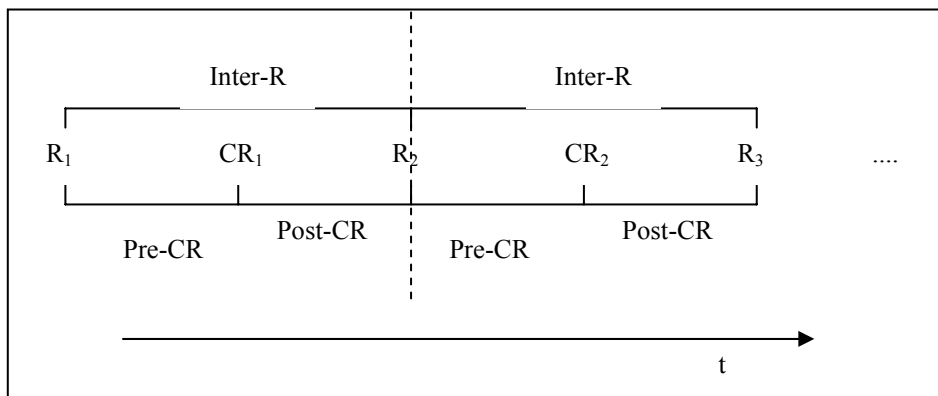 Inter-R Inter-R
R₁ CR₁ R₂ CR₂ R₃ ....
Pre-CR Post-CR Pre-CR Post-CR
t